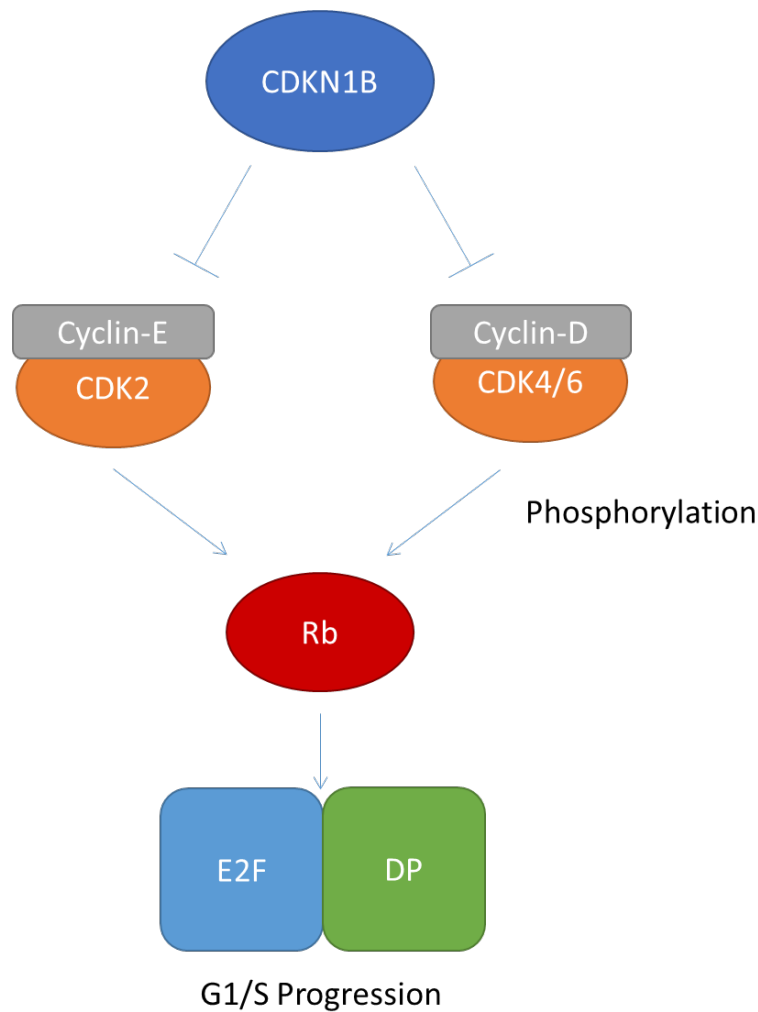 CDKN1B
Cyclin-E
Cyclin-D
CDK2
CDK4/6
Phosphorylation
Rb
E2F
DP
G1/S Progression